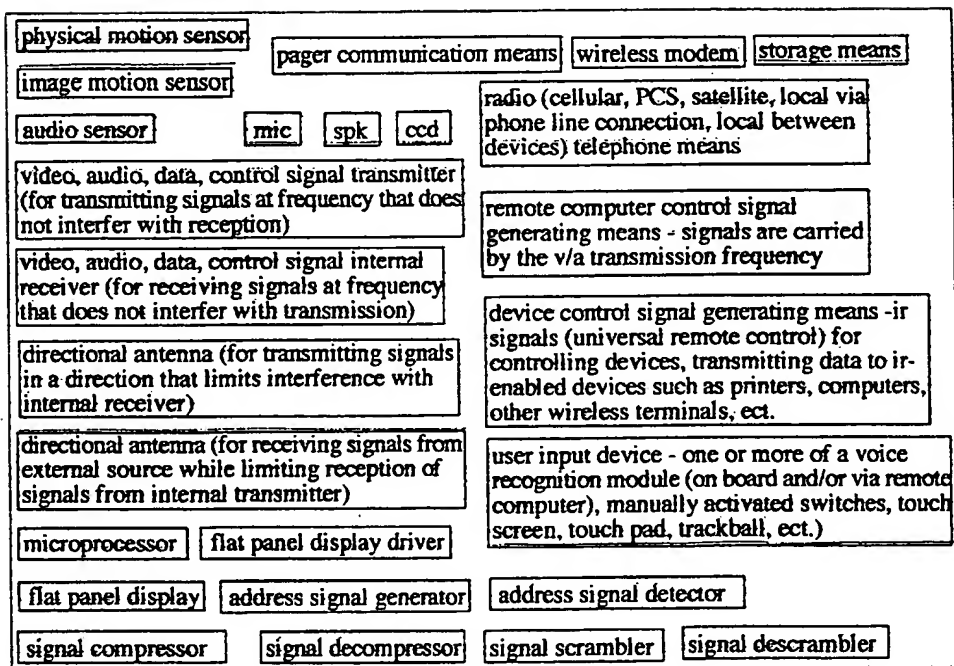 physical motion sensor
pager communication means
wireless modem
storage means
image motion sensor
audio sensor
mic
spk
ccd
radio (cellular, PCS, satellite, local via
phone line connection, local between
devices) telephone means
video, audio, data, control signal transmitter
(for transmitting signals at frequency that does
not interfer with reception)
remote computer control signal
generating means - signals are carried
by the v/a transmission frequency
video, audio, data, control signal internal
receiver (for receiving signals at frequency
that does not interfer with transmission)
device control signal generating means -ir
signals (universal remote control) for
controlling devices, transmitting data to ir-
enabled devices such as printers, computers,
other wireless terminals, ect.
directional antenna (for transmitting signals
in a direction that limits interference with
internal receiver)
directional antenna (for receiving signals from
external source while limiting reception of
signals from internal transmitter)
user input device - one or more of a voice
recognition module (on board and/or via remote
computer), manually activated switches, touch
screen, touch pad, trackball, ect.)
microprocessor
flat panel display driver
flat panel display
address signal generator
address signal detector
signal compressor
signal decompressor
signal scrambler
signal descrambler